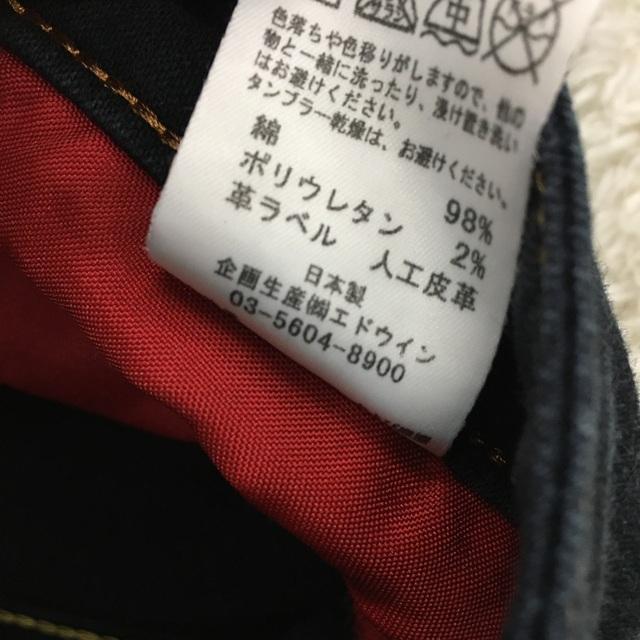 色落ちや色移りがしますので、他の
物と一緒に洗ったり、浸け置き洗い
はお避けください。
タンブラー乾燥は、お避けください。
綿 98%
ポリウレタン 2%
革ラベル 人工皮革
日本製
企画生産㈱エドウイン
03-5604-8900